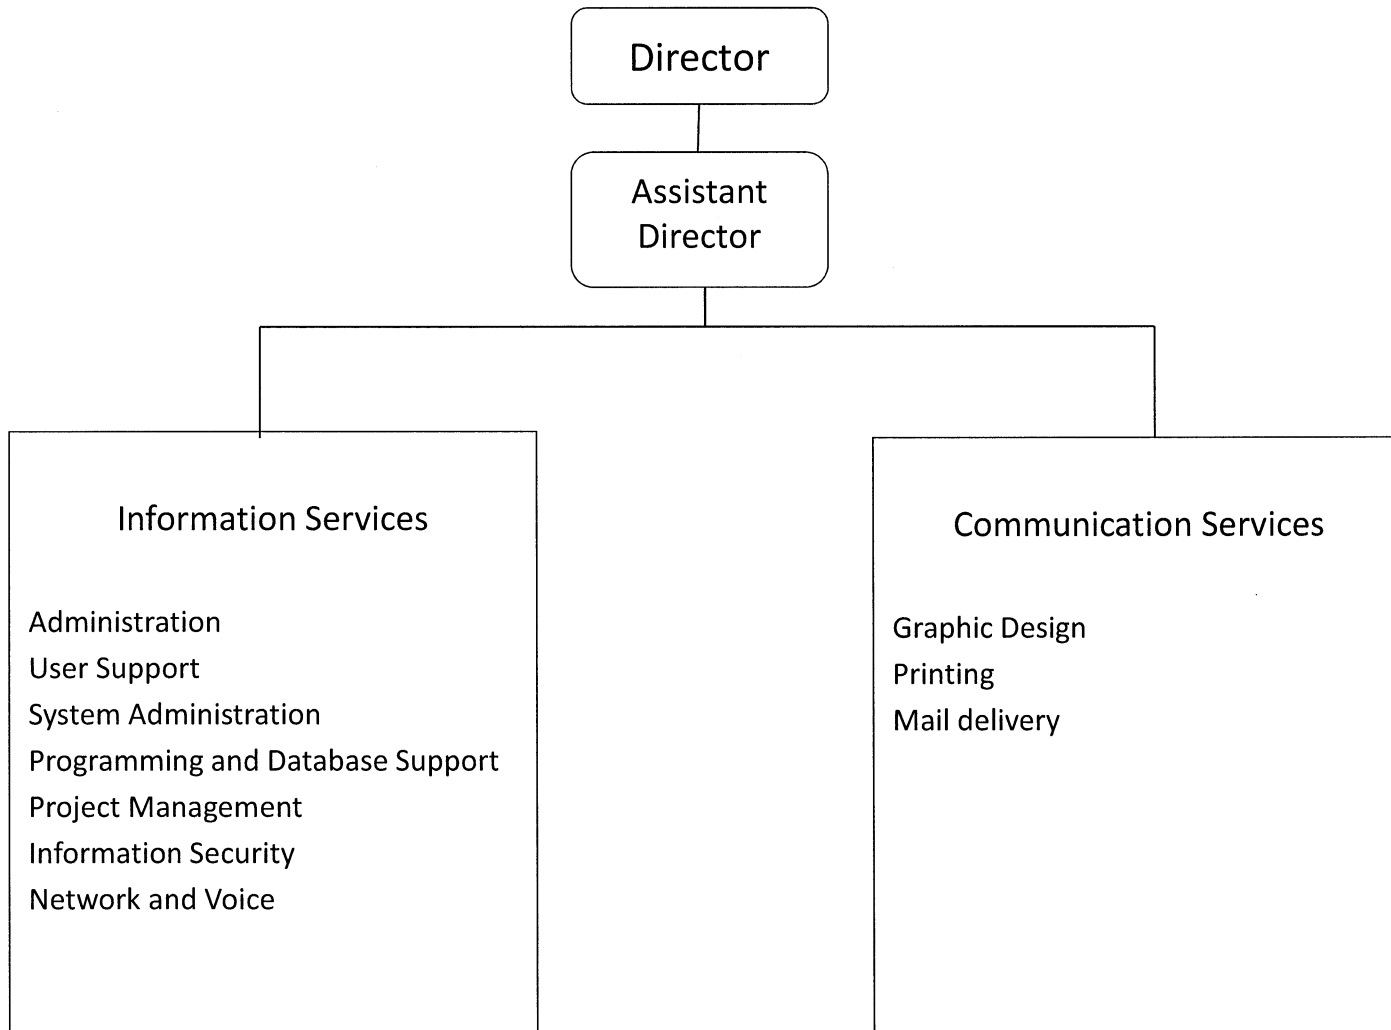 Director
Assistant
Director
Information Services
Administration
User Support
System Administration
Programming and Database Support
Project Management
Information Security
Network and Voice
Communication Services
Graphic Design
Printing
Mail delivery